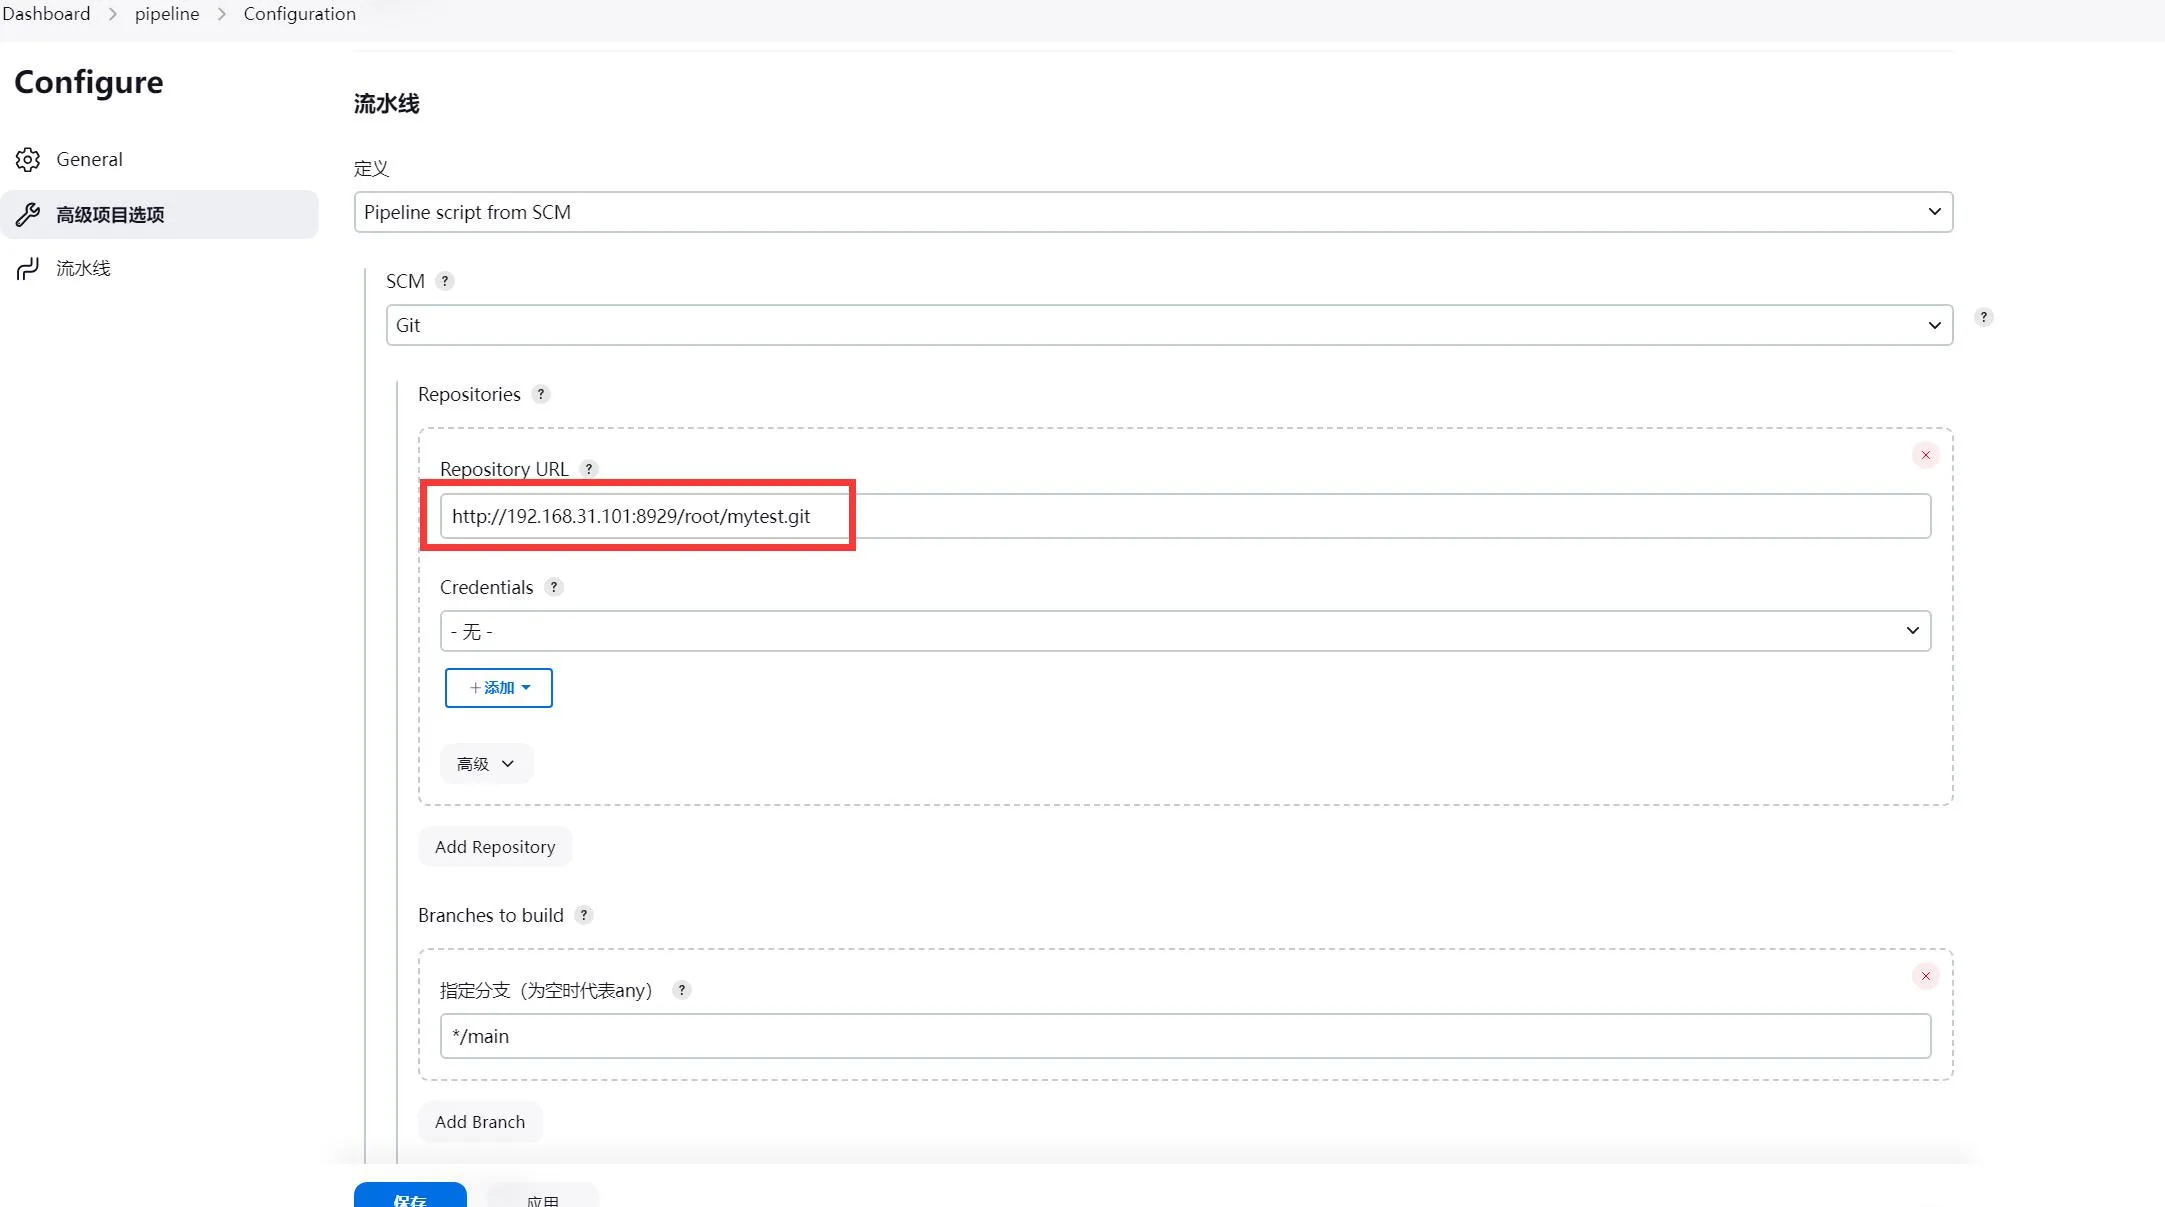 Dashboard > pipeline > Configuration
Configure
General
高级项目选项
流水线
流水线
定义
Pipeline script from SCM
SCM ?
Git
?
Repositories ?
Repository URL ?
http://192.168.31.101:8929/root/mytest.git
Credentials ?
- 无 -
+添加
高级
Add Repository
Branches to build ?
指定分支（为空时代表any） ?
*/main
Add Branch
保存 应用